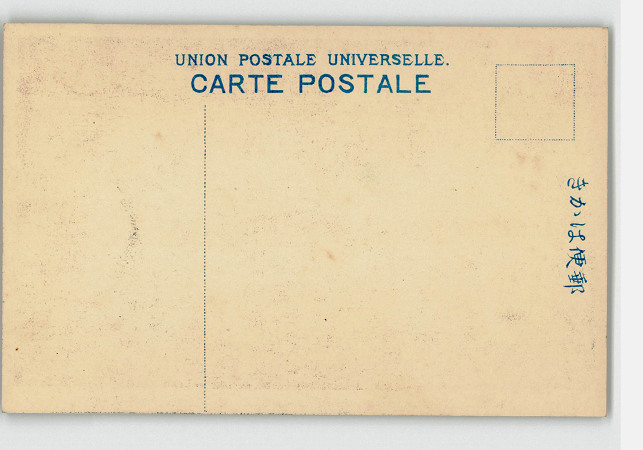 UNION POSTALE UNIVERSELLE.
CARTE POSTALE
きかは便郵